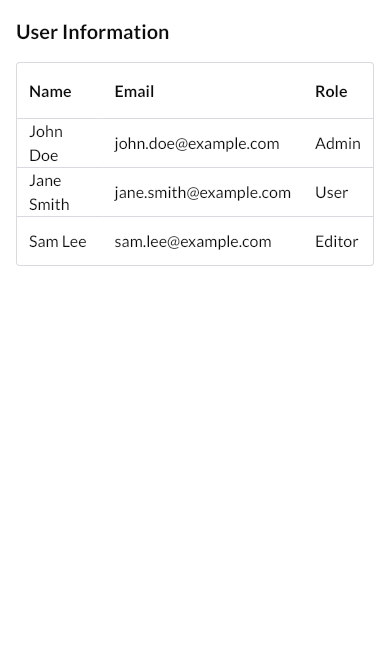 User Information
Name Email Role
John
Doe john.doe@example.com Admin
Jane
Smith jane.smith@example.com User
Sam Lee sam.lee@example.com Editor